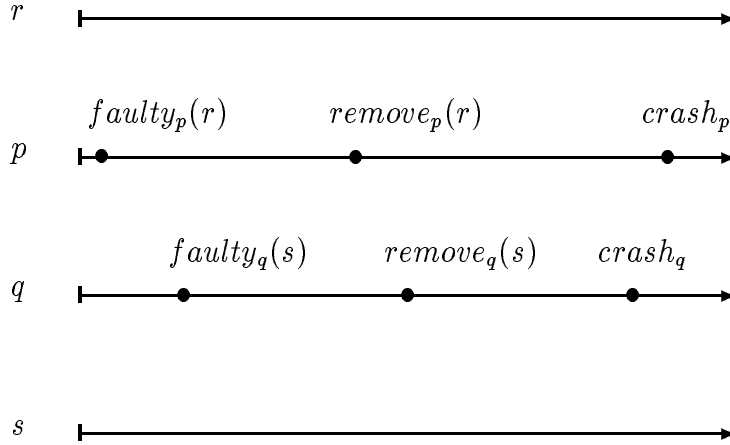 r
faulty_p(r) remove_p(r) crash_p
p
faulty_q(s) remove_q(s) crash_q
q
s